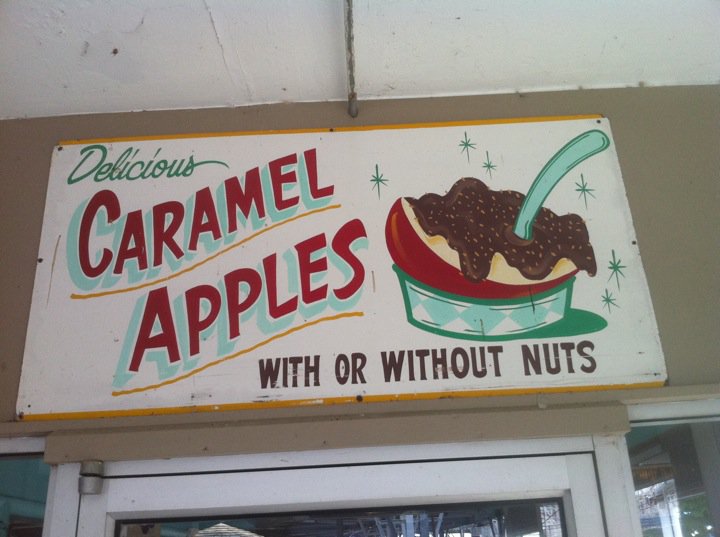 Delicious
CARAMEL
APPLES
WITH OR WITHOUT NUTS